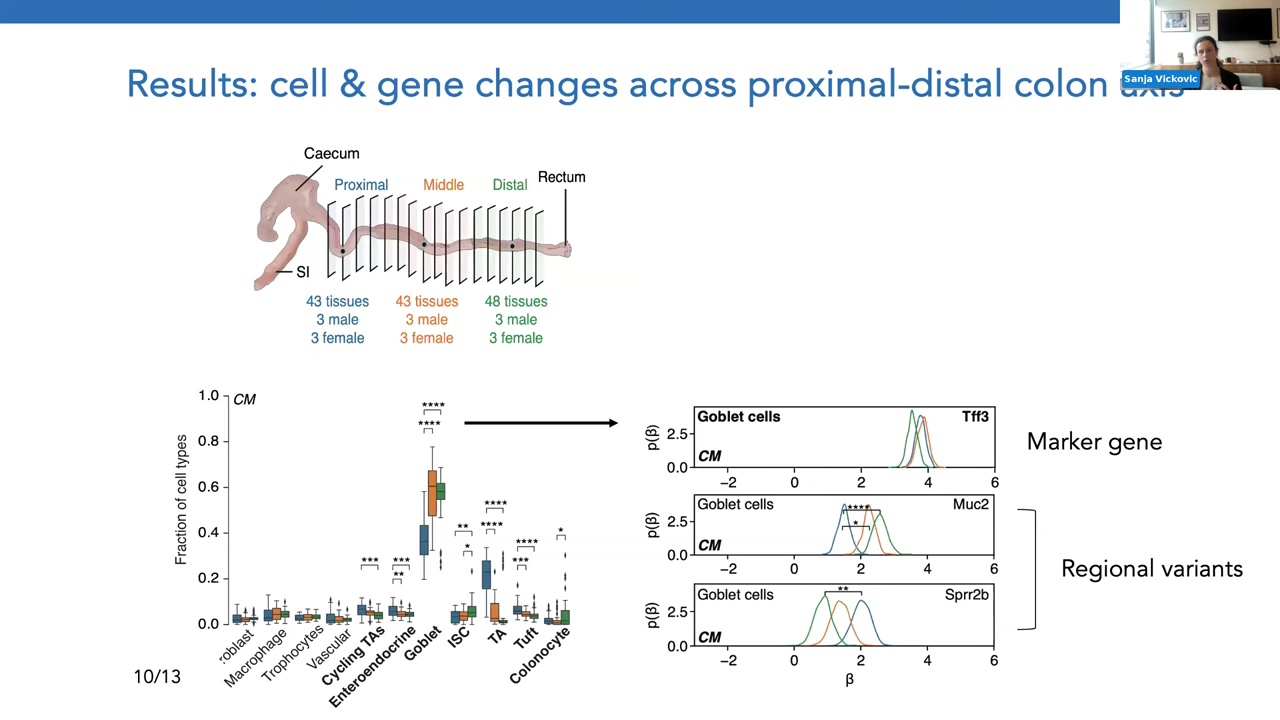 Results: cell & gene changes across proximal-distal colon axis
Sanja Vickovic
Caecum
Proximal
Middle
Distal
Rectum
SI
43 tissues
3 male
3 female
43 tissues
3 male
3 female
48 tissues
3 male
3 female
Fraction of cell types
CM
1.0
0.8
0.6
0.4
0.2
0.0
***
***
**
****
****
**
*
****
****
****
***
*
roblast
Macrophage
Trophocytes
Vascular
Cycling TAs
Enteroendocrine
Goblet
ISC
TA
Tuft
Colonocyte
p(β)
2.5
0.0
Goblet cells
Tff3
CM
−2 0 2 4 6
Marker gene
p(β)
2.5
0.0
Goblet cells
Muc2
****
*
CM
−2 0 2 4 6
Regional variants
p(β)
2.5
0.0
Goblet cells
Sprr2b
**
CM
−2 0 2 4 6
β
10/13